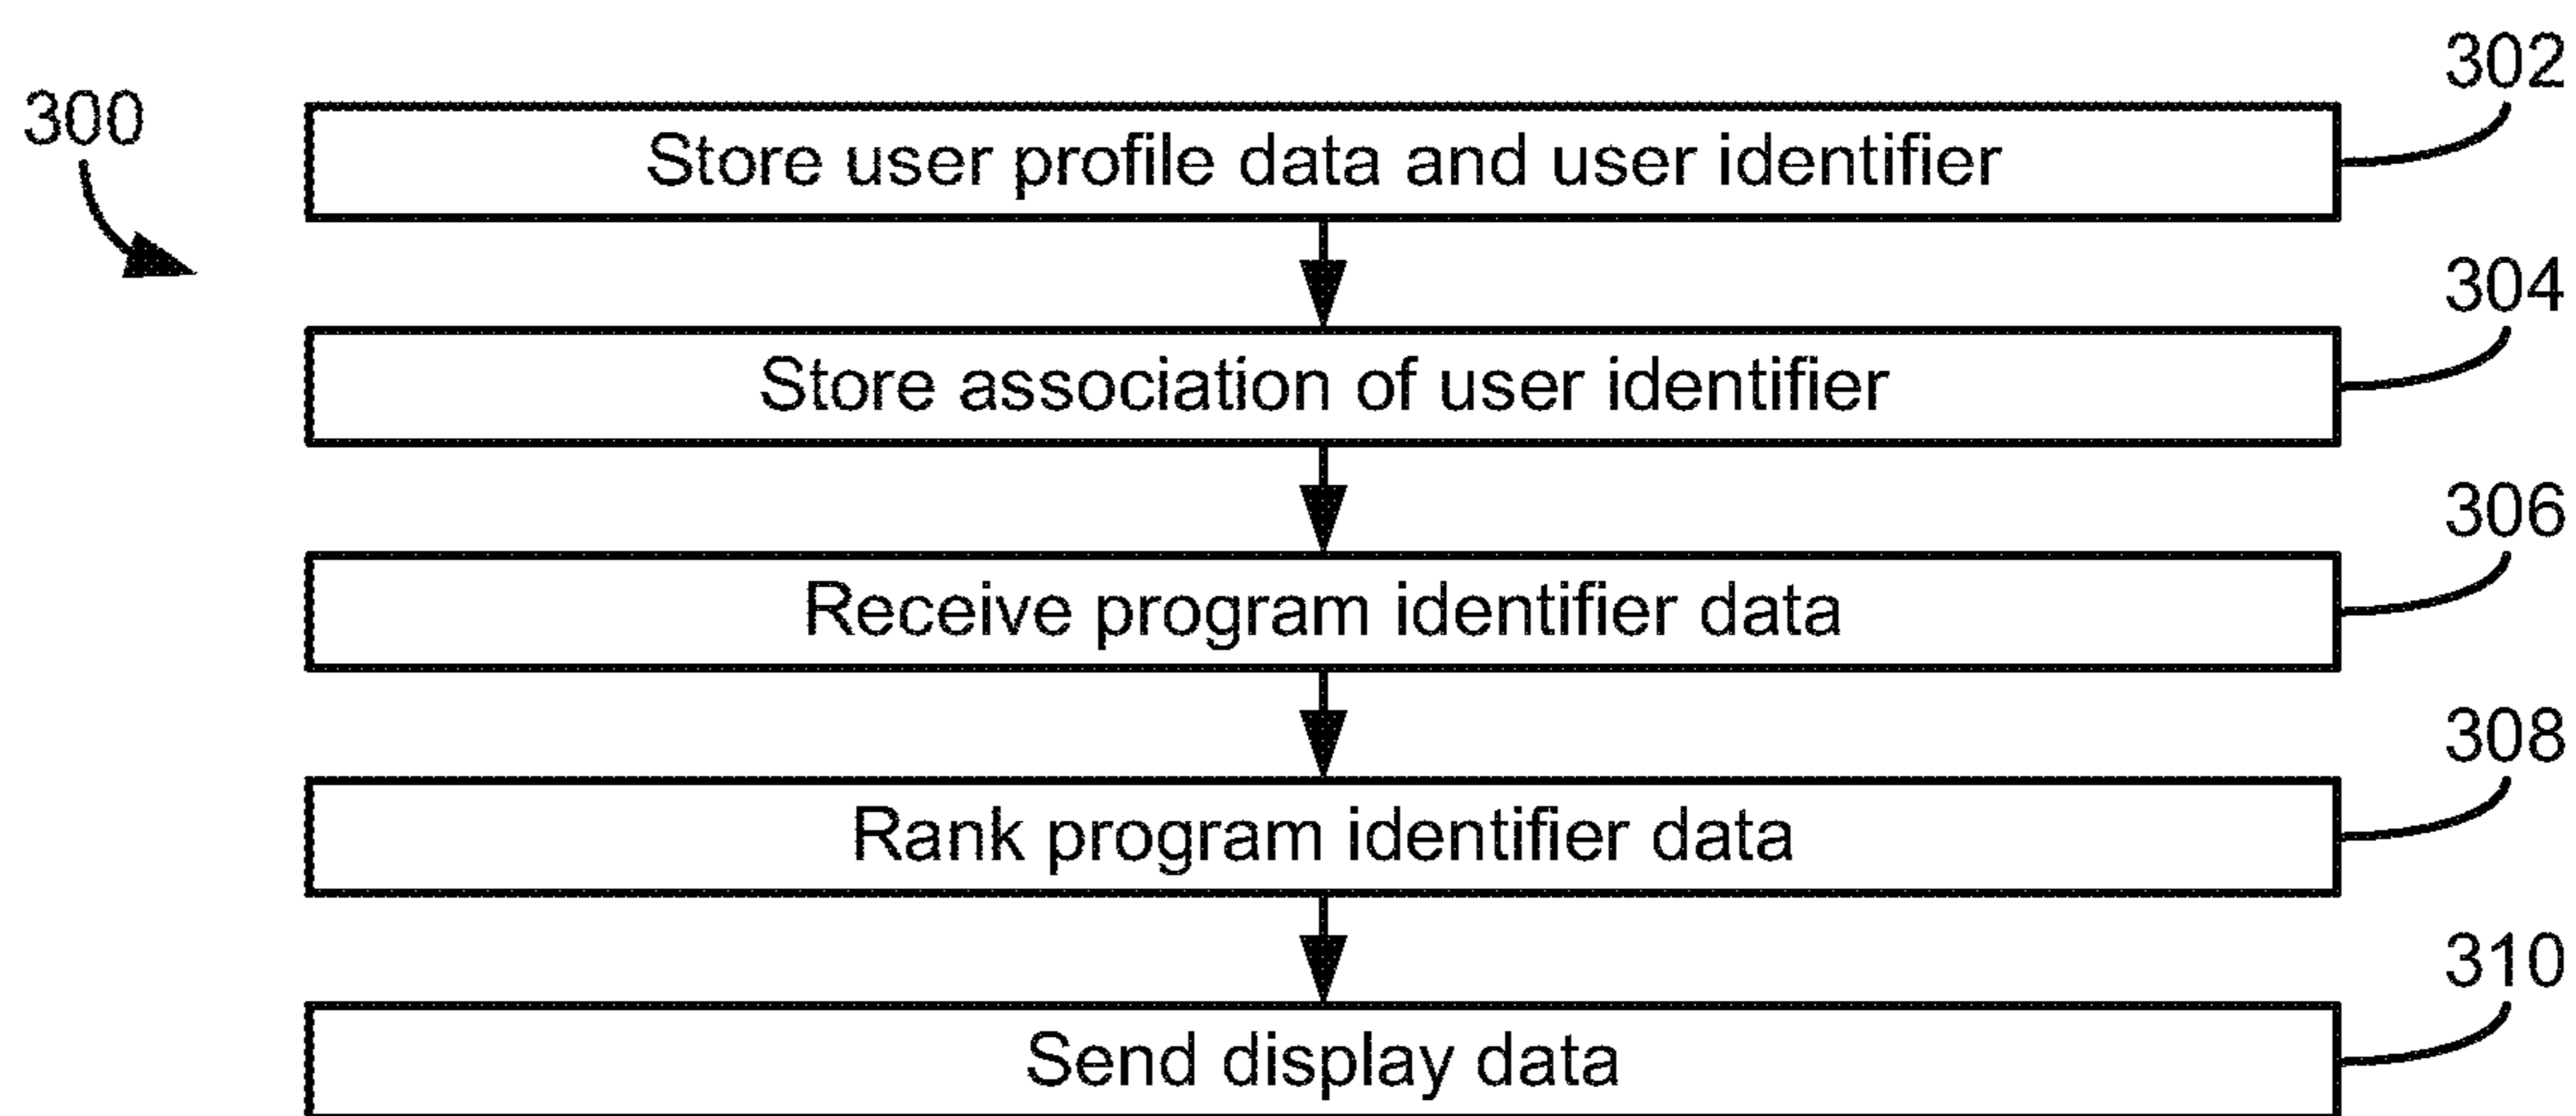 302
300
Store user profile data and user identifier
304
Store association of user identifier
306
Receive program identifier data
308
Rank program identifier data
310
Send display data